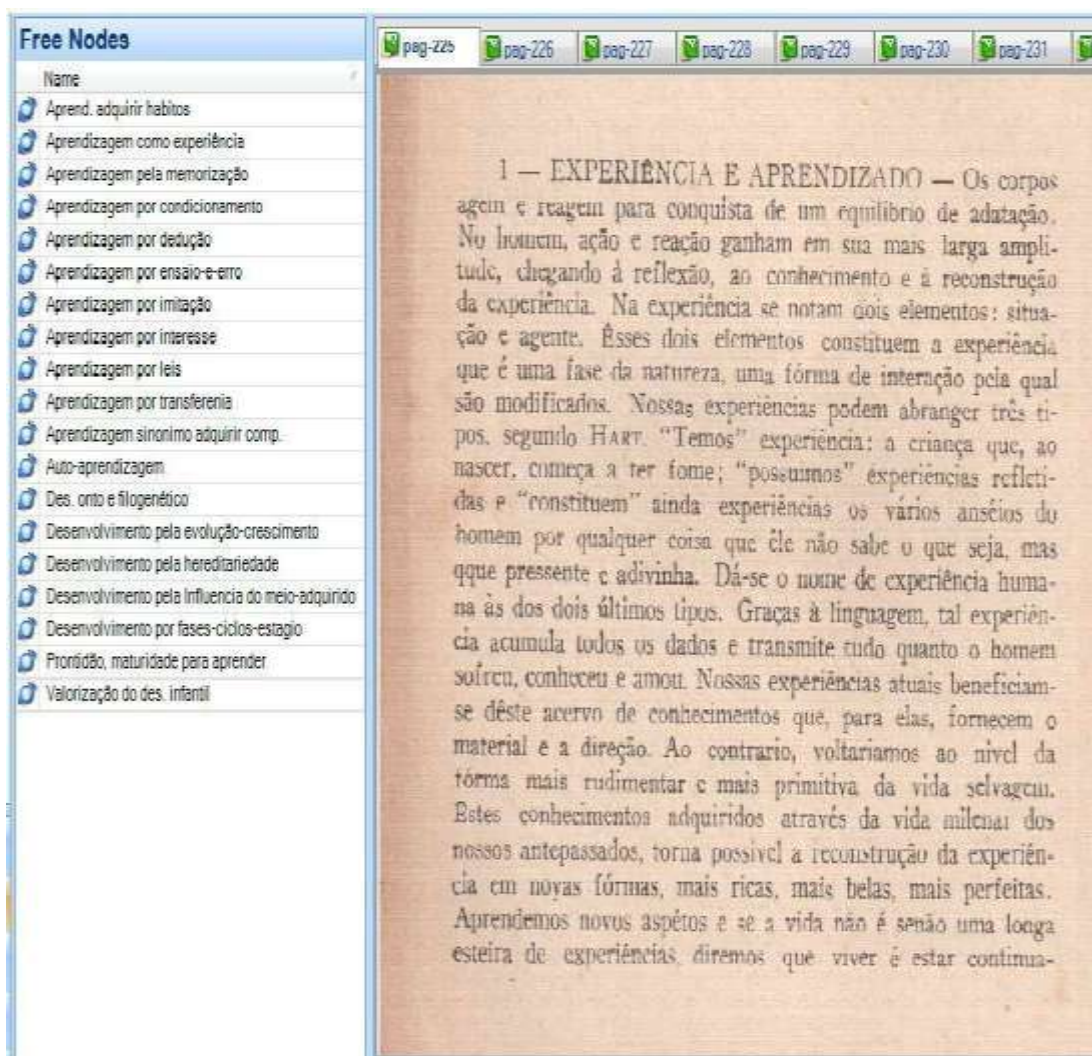 Free Nodes
Name
Aprend. adquirir habitos
Aprendizagem como experiência
Aprendizagem pela memorização
Aprendizagem por condicionamento
Aprendizagem por dedução
Aprendizagem por ensaio-e-erro
Aprendizagem por imitação
Aprendizagem por interesse
Aprendizagem por leis
Aprendizagem por transferenia
Aprendizagem sinonimo adquirir comp.
Auto-aprendizagem
Des. onto e filogenético
Desenvolvimento pela evolução-crescimento
Desenvolvimento pela hereditariedade
Desenvolvimento pela Influencia do meio-adquirido
Desenvolvimento por fases-ciclos-estagio
Prontidão, maturidade para aprender
Valorização do des. infantil
pag-225 pag-226 pag-227 pag-228 pag-229 pag-230 pag-231
1 — EXPERIÊNCIA E APRENDIZADO — Os corpos
agem e reagem para conquista de um equilíbrio de adatação.
No homem, ação e reação ganham em sua mais larga ampli-
tude, chegando à reflexão, ao conhecimento e à reconstrução
da experiência. Na experiência se notam dois elementos: situa-
ção e agente. Êsses dois elementos constituem a experiência
que é uma fase da natureza, uma fórma de interação pela qual
são modificados. Nossas experiências podem abranger três ti-
pos, segundo HART. "Temos" experiência: a criança que, ao
nascer, começa a ter fome; "possuimos" experiências refleti-
das e "constituem" ainda experiências os vários anséios do
homem por qualquer coisa que êle não sabe o que seja, mas
qque pressente e adivinha. Dá-se o nome de experiência huma-
na às dos dois últimos tipos. Graças à linguagem, tal experiên-
cia acumula todos os dados e transmite tudo quanto o homem
sofreu, conheceu e amou. Nossas experiências atuais beneficiam-
se dêste acervo de conhecimentos que, para elas, fornecem o
material e a direção. Ao contrario, voltariamos ao nivel da
fórma mais rudimentar e mais primitiva da vida selvagem.
Estes conhecimentos adquiridos através da vida milenar dos
nossos antepassados, torna possivel a reconstrução da experiên-
cia em novas fórmas, mais ricas, mais belas, mais perfeitas.
Aprendemos novos aspétos e se a vida não é senão uma longa
esteira de experiências diremos que viver é estar continua-